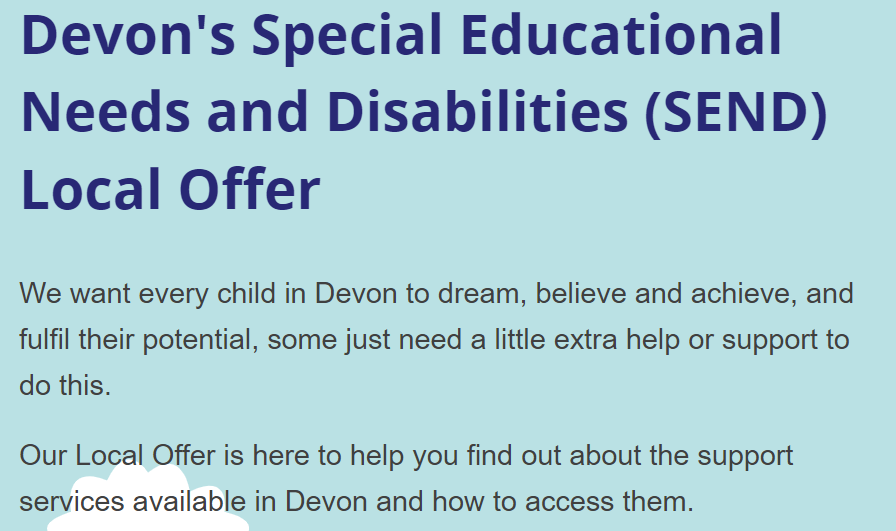 Devon's Special Educational
Needs and Disabilities (SEND)
Local Offer
We want every child in Devon to dream, believe and achieve, and
fulfil their potential, some just need a little extra help or support to
do this.
Our Local Offer is here to help you find out about the support
services available in Devon and how to access them.